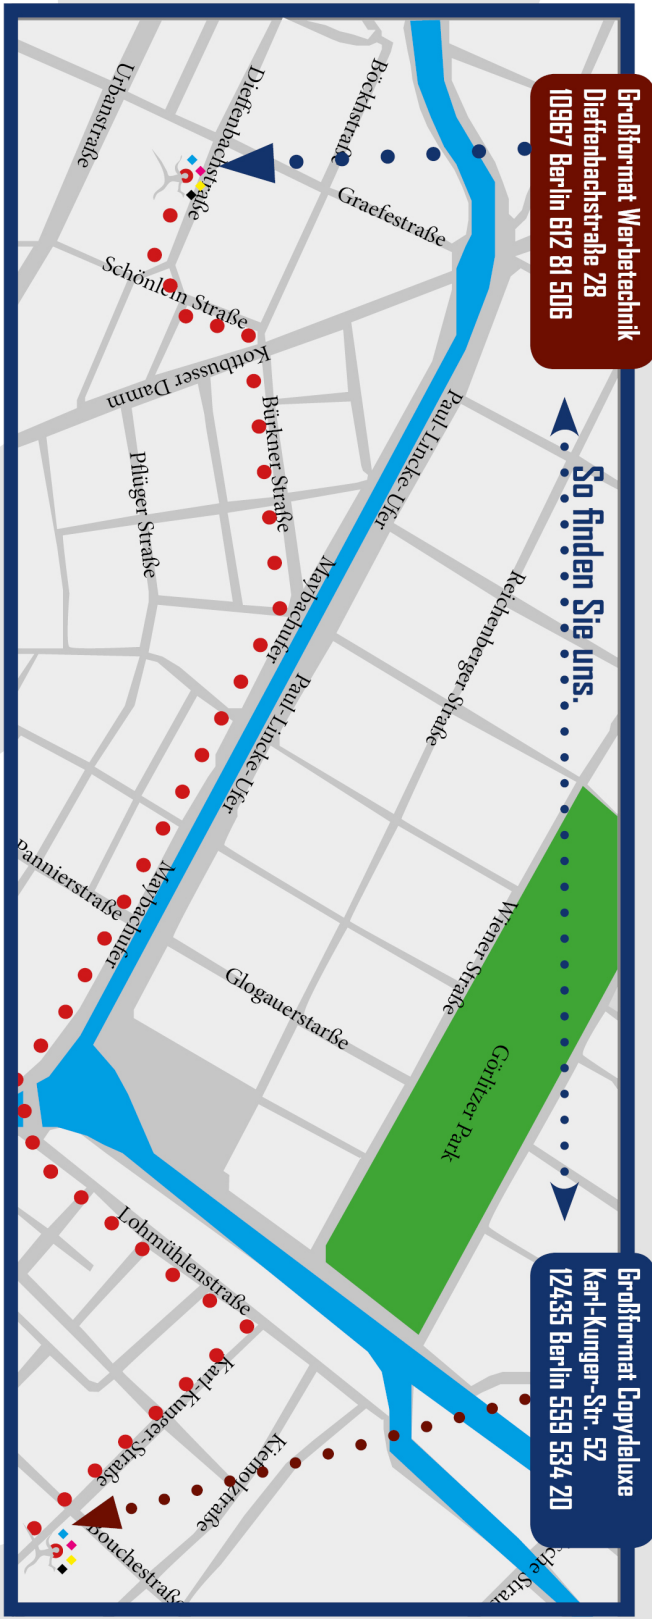 Großformat Werbetechnik
Dieffenbachstraße 28
10967 Berlin 612 81 506
So finden Sie uns.
Großformat Copydeluxe
Karl-Kunger-Str. 52
12435 Berlin 559 534 20
Urbanstraße
Dieffenbachstraße
Böckhstraße
Graefestraße
Schönlein Straße
Kottbusser Damm
Bürkner Straße
Pflüger Straße
Paul-Lincke-Ufer
Maybachufer
Reichenberger Straße
Paul-Lincke-Ufer
Maybachufer
Pannierstraße
Glogauerstarße
Wiener Straße
Görlitzer Park
Lohmühlenstraße
Karl-Kunger-Straße
Kiefholztraße
Bouchestraße